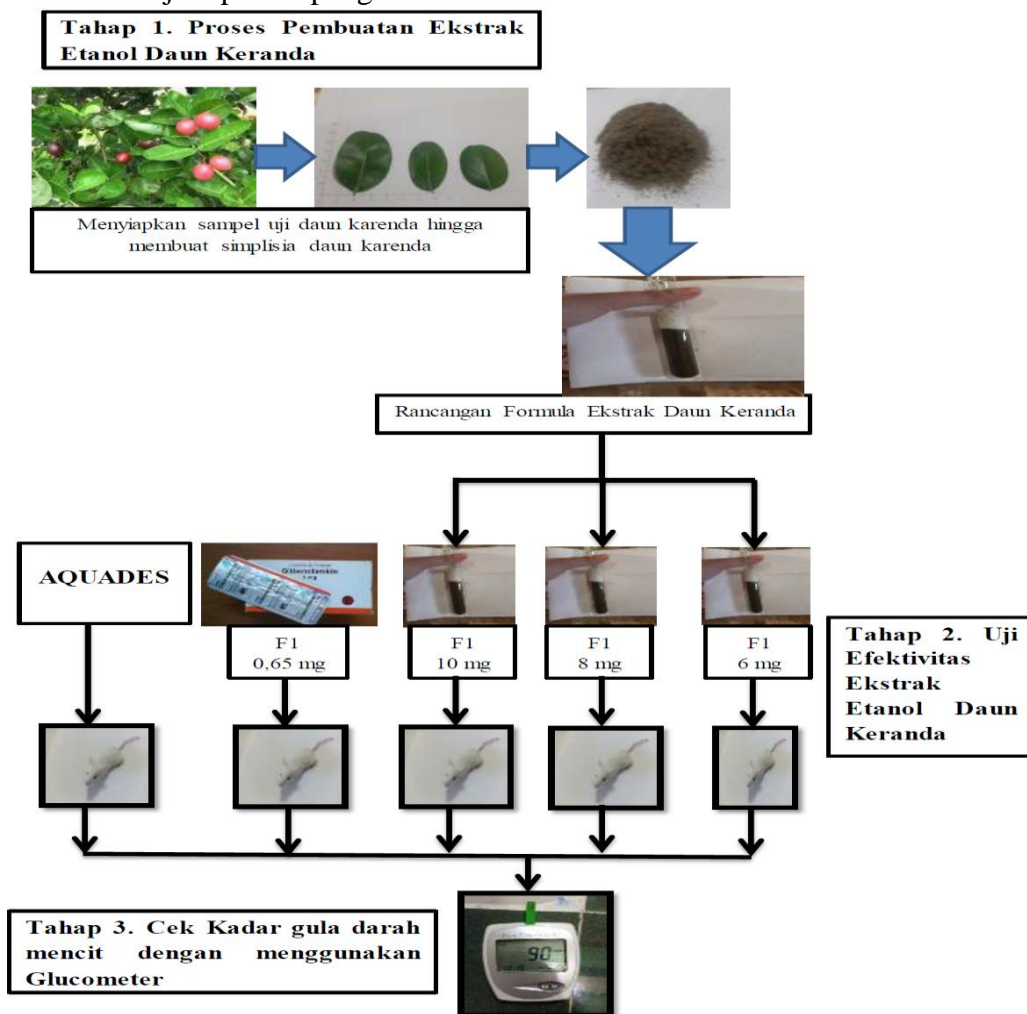 Tahap 1. Proses Pembuatan Ekstrak
Etanol Daun Keranda
Menyiapkan sampel uji daun karenda hingga
membuat simplisia daun karenda
Rancangan Formula Ekstrak Daun Keranda
AQUADES
Glibenclamide
F1
0,65 mg
F1
10 mg
F1
8 mg
F1
6 mg
Tahap 2. Uji
Efektivitas
Ekstrak
Etanol Daun
Keranda
Tahap 3. Cek Kadar gula darah
mencit dengan menggunakan
Glucometer
90